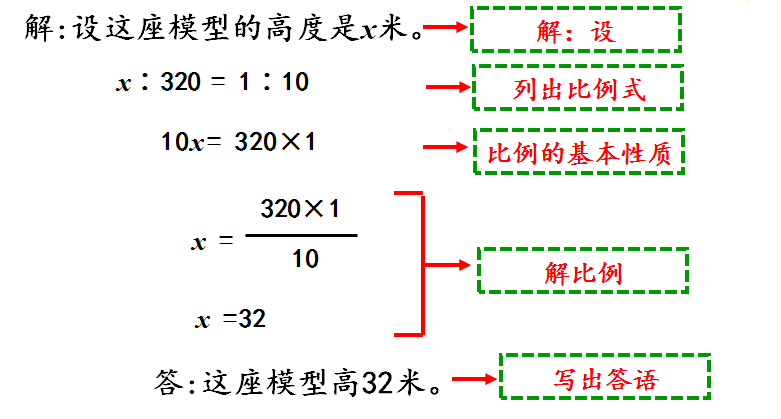 解:设这座模型的高度是x米。 解：设
x∶320 = 1∶10 列出比例式
10x= 320×1 比例的基本性质
320×1
x =
10
解比例
x =32
答:这座模型高32米。 写出答语